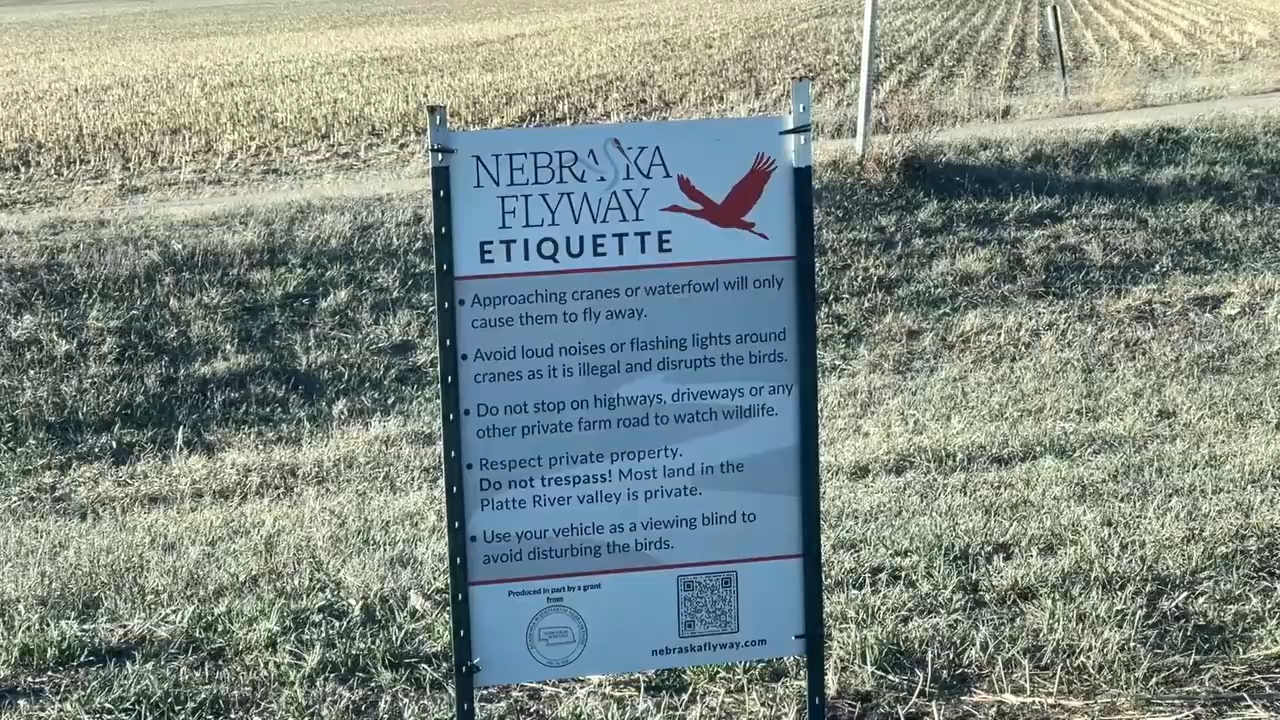 NEBRASKA
FLYWAY
ETIQUETTE
• Approaching cranes or waterfowl will only
cause them to fly away.
• Avoid loud noises or flashing lights around
cranes as it is illegal and disrupts the birds.
• Do not stop on highways, driveways or any
other private farm road to watch wildlife.
• Respect private property.
Do not trespass! Most land in the
Platte River valley is private.
• Use your vehicle as a viewing blind to
avoid disturbing the birds.
Produced in part by a grant
from
nebraskaflyway.com